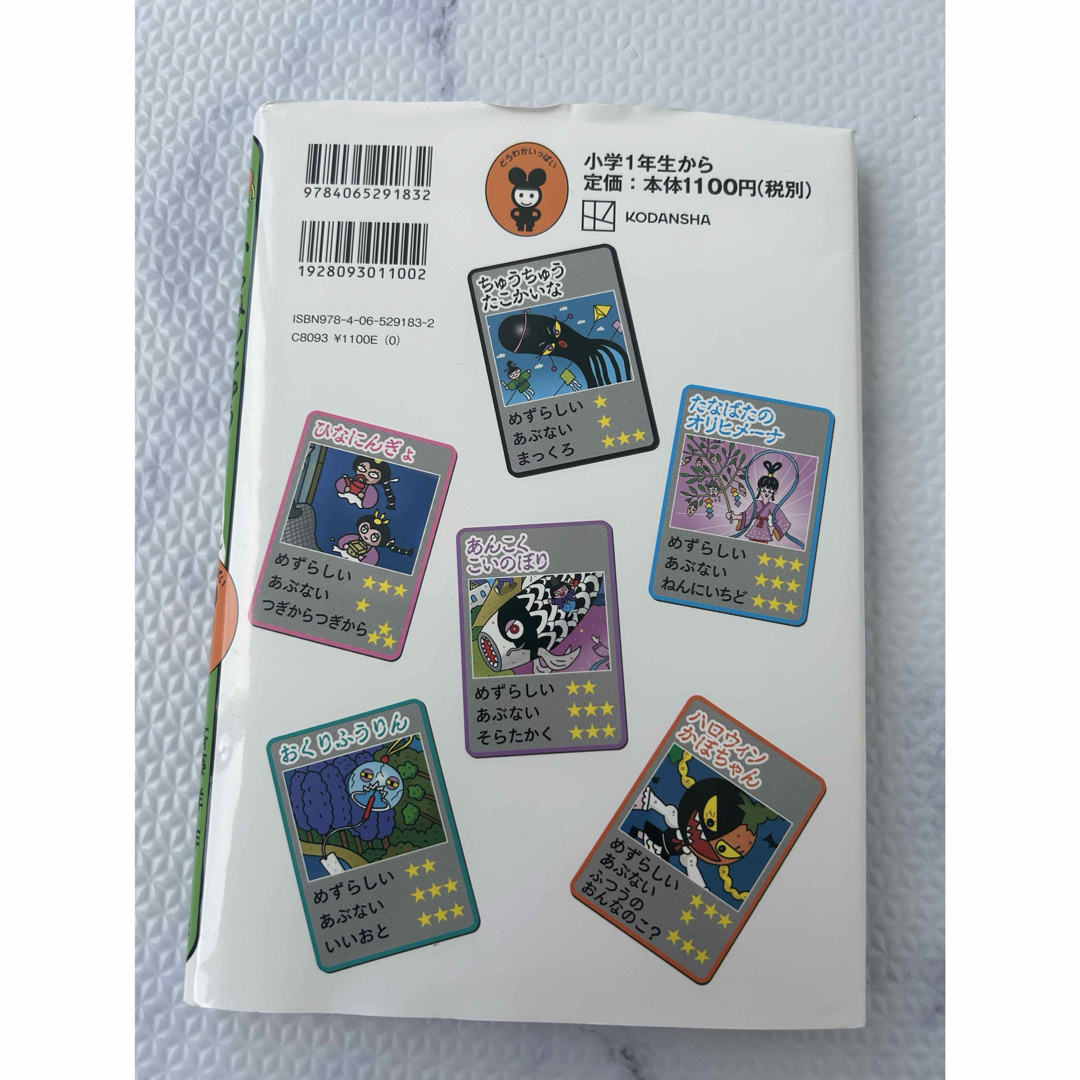 9784065291832
1928093011002
ISBN978-4-06-529183-2
C8093 ¥1100E (0)
どうわがいっぱい
小学1年生から
定価：本体1100円(税別)
KODANSHA
ちゅうちゅう
たこかいな
めずらしい ★
あぶない ★
まっくろ ★★★
たなばたの
オリヒメーナ
めずらしい ★★★
あぶない ★★★
ねんにいちど ★★★
ひなにんぎょ
めずらしい ★★★
あぶない ★
つぎからつぎから ★★★
あんこく
こいのぼり
めずらしい ★★
あぶない ★★★
そらたかく ★★★
おくりふうりん
めずらしい ★★
あぶない ★★★
いいおと ★★★
ハロウィン
かぼちゃん
めずらしい ★★★
あぶない ★
ふつうの
おんなのこ? ★★★